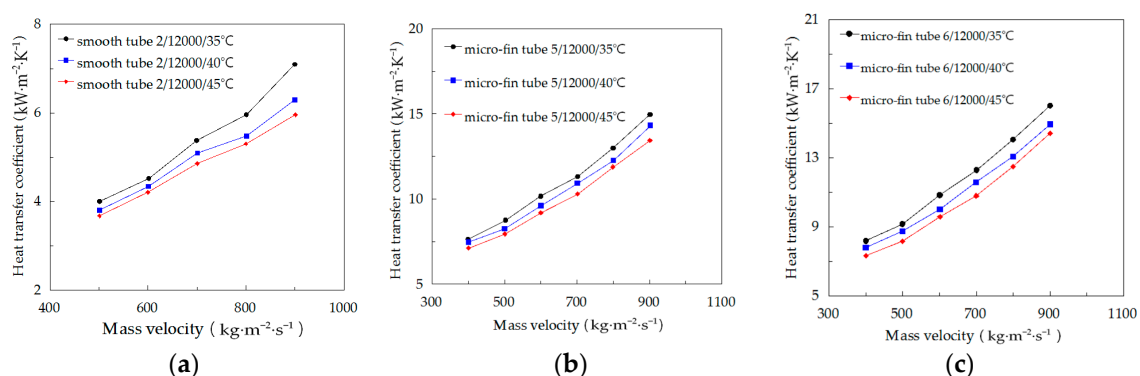 Heat transfer coefficient (kW·m⁻²·K⁻¹)
8
6
4
2
smooth tube 2/12000/35℃
smooth tube 2/12000/40℃
smooth tube 2/12000/45℃
400
600
800
1000
Mass velocity ( kg·m⁻²·s⁻¹)
(a)
Heat transfer coefficient (kW·m⁻²·K⁻¹)
20
15
10
5
micro-fin tube 5/12000/35℃
micro-fin tube 5/12000/40℃
micro-fin tube 5/12000/45℃
300
500
700
900
1100
Mass velocity ( kg·m⁻²·s⁻¹)
(b)
Heat transfer coefficient (kW·m⁻²·K⁻¹)
21
17
13
9
5
micro-fin tube 6/12000/35℃
micro-fin tube 6/12000/40℃
micro-fin tube 6/12000/45℃
300
500
700
900
1100
Mass velocity ( kg·m⁻²·s⁻¹)
(c)